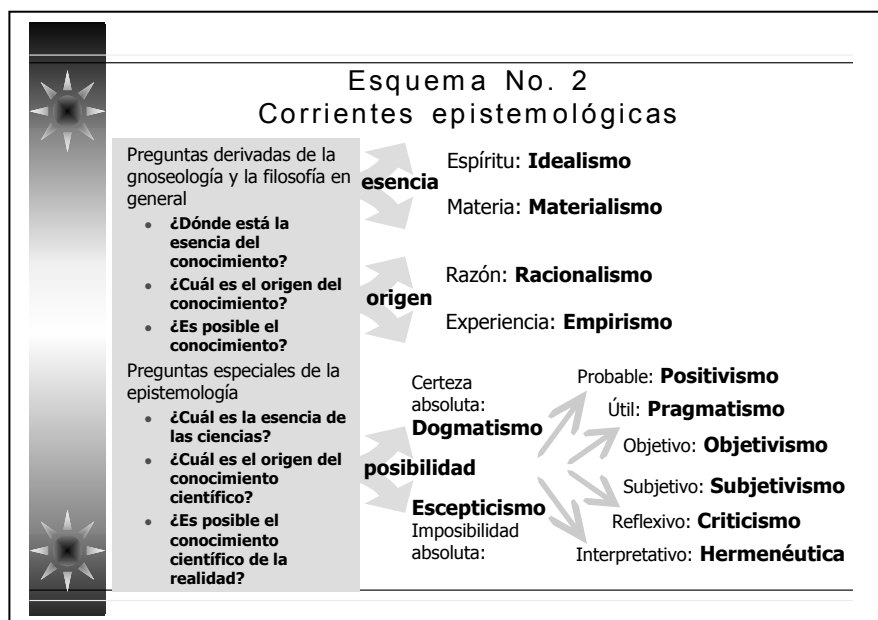 Esquema No. 2
Corrientes epistemológicas
Preguntas derivadas de la
gnoseología y la filosofía en
general
• ¿Dónde está la
esencia del
conocimiento?
• ¿Cuál es el origen del
conocimiento?
• ¿Es posible el
conocimiento?
Preguntas especiales de la
epistemología
• ¿Cuál es la esencia de
las ciencias?
• ¿Cuál es el origen del
conocimiento
científico?
• ¿Es posible el
conocimiento
científico de la
realidad?
esencia
Espíritu: Idealismo
Materia: Materialismo
origen
Razón: Racionalismo
Experiencia: Empirismo
posibilidad
Certeza
absoluta:
Dogmatismo
Escepticismo
Imposibilidad
absoluta:
Probable: Positivismo
Útil: Pragmatismo
Objetivo: Objetivismo
Subjetivo: Subjetivismo
Reflexivo: Criticismo
Interpretativo: Hermenéutica